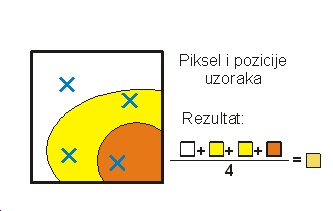 Piksel i pozicije
uzoraka
Rezultat:
+ + +
4
=